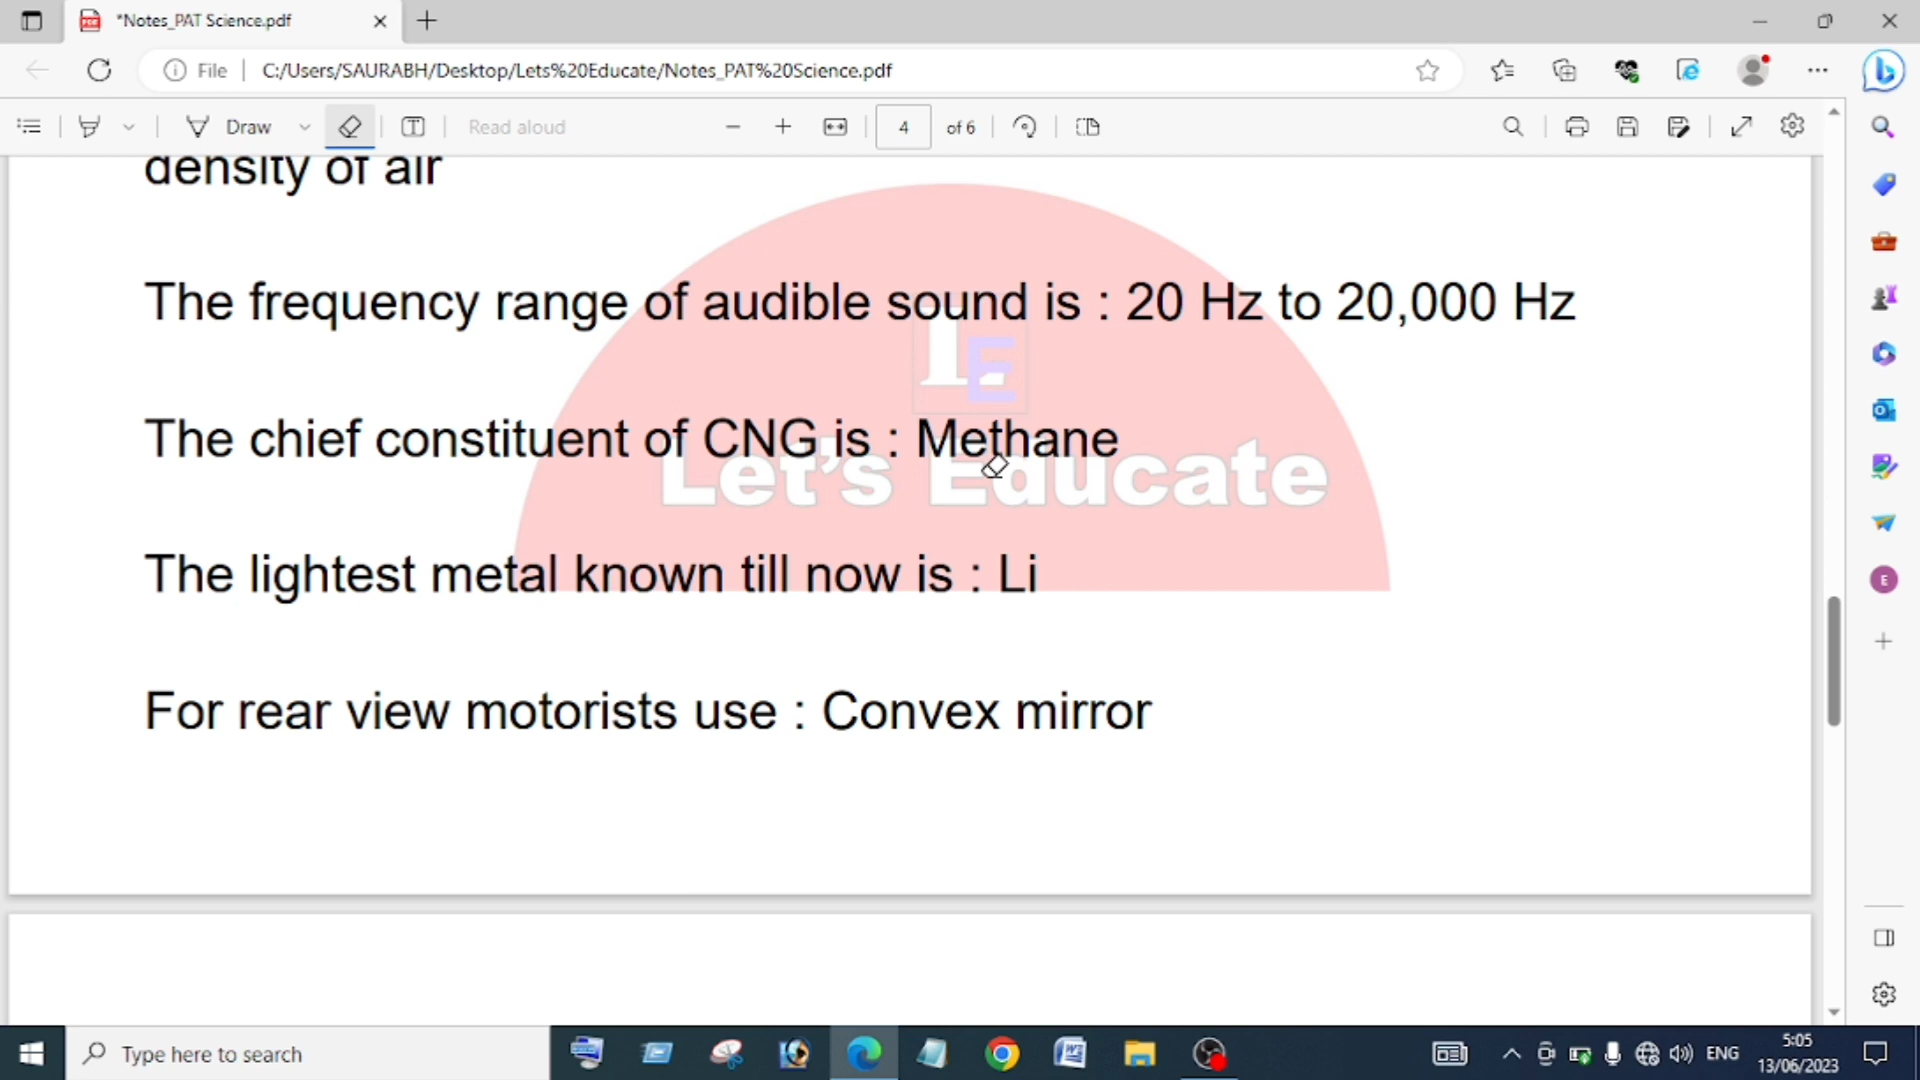 *Notes_PAT Science.pdf
File
C:/Users/SAURABH/Desktop/Lets%20Educate/Notes_PAT%20Science.pdf
Draw
Read aloud
4
of 6
density of air
The frequency range of audible sound is : 20 Hz to 20,000 Hz
LE
The chief constituent of CNG is : Methane
Let's Educate
The lightest metal known till now is : Li
For rear view motorists use : Convex mirror
E
Type here to search
ENG
5:05
13/06/2023